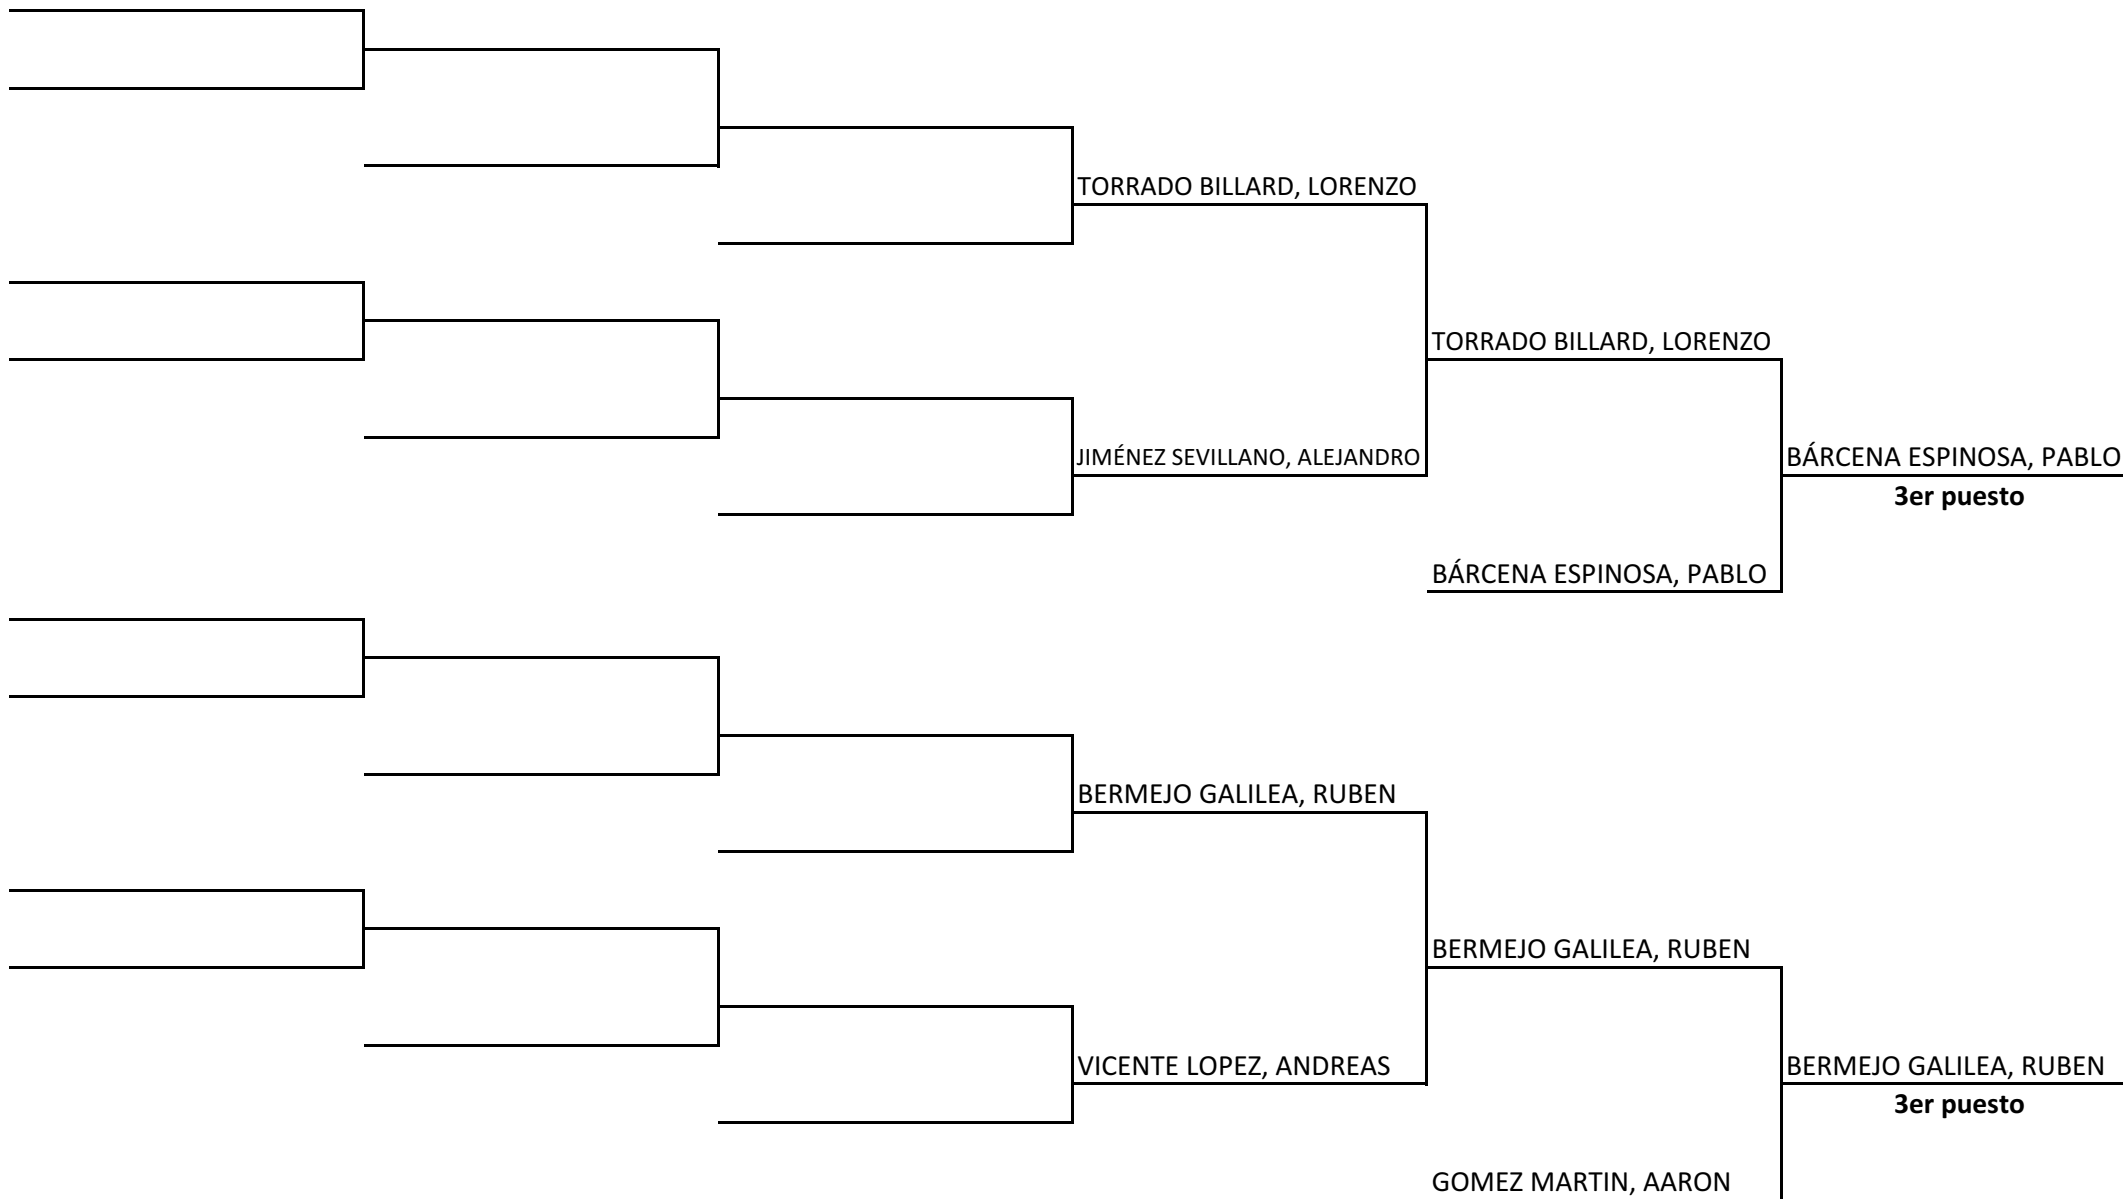 TORRADO BILLARD, LORENZO
TORRADO BILLARD, LORENZO
JIMÉNEZ SEVILLANO, ALEJANDRO
BÁRCENA ESPINOSA, PABLO
3er puesto
BÁRCENA ESPINOSA, PABLO
BERMEJO GALILEA, RUBEN
BERMEJO GALILEA, RUBEN
VICENTE LOPEZ, ANDREAS
BERMEJO GALILEA, RUBEN
3er puesto
GOMEZ MARTIN, AARON